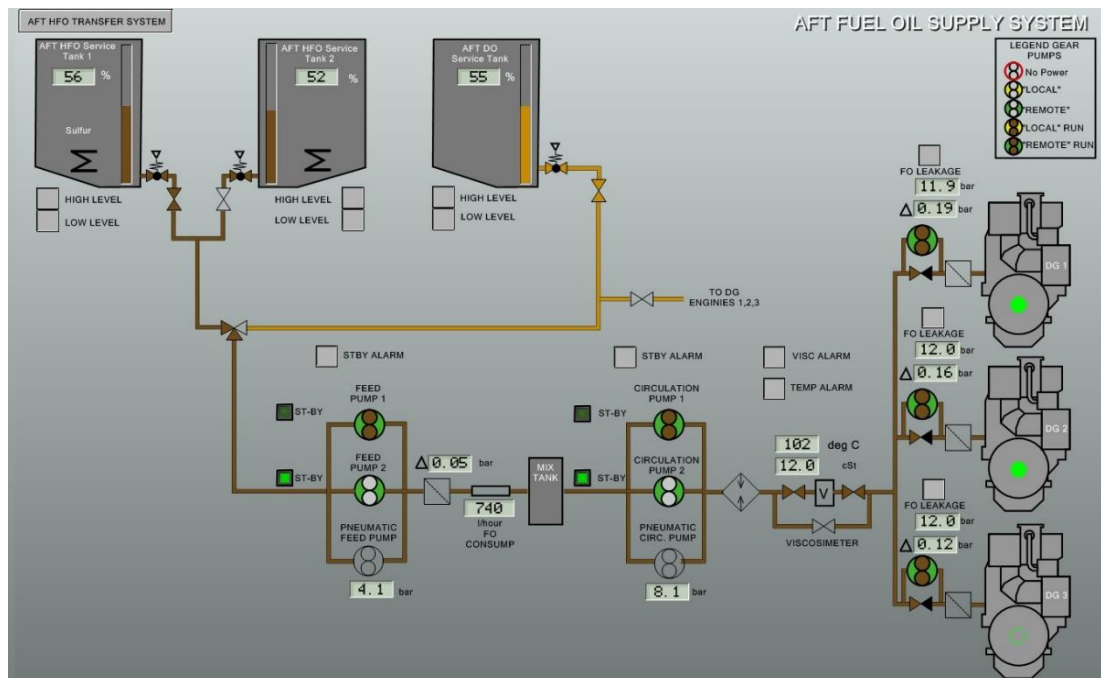 AFT HFO TRANSFER SYSTEM
AFT FUEL OIL SUPPLY SYSTEM
AFT HFO Service
Tank 1
56 %
Sulfur
Σ
HIGH LEVEL
LOW LEVEL
AFT HFO Service
Tank 2
52 %
Σ
HIGH LEVEL
LOW LEVEL
AFT DO
Service Tank
55 %
HIGH LEVEL
LOW LEVEL
LEGEND GEAR
PUMPS
No Power
"LOCAL"
"REMOTE"
"LOCAL" RUN
"REMOTE" RUN
TO DG
ENGINIES 1,2,3
STBY ALARM
FEED
PUMP 1
ST-BY
FEED
PUMP 2
ST-BY
PNEUMATIC
FEED PUMP
4.1 bar
Δ 0.05 bar
740
l/hour
FO
CONSUMP
MIX
TANK
STBY ALARM
CIRCULATION
PUMP 1
ST-BY
CIRCULATION
PUMP 2
ST-BY
PNEUMATIC
CIRC. PUMP
8.1 bar
VISC ALARM
TEMP ALARM
102 deg C
12.0 cSt
V
VISCOSIMETER
FO LEAKAGE
11.9 bar
Δ 0.19 bar
DG 1
FO LEAKAGE
12.0 bar
Δ 0.16 bar
DG 2
FO LEAKAGE
12.0 bar
Δ 0.12 bar
DG 3